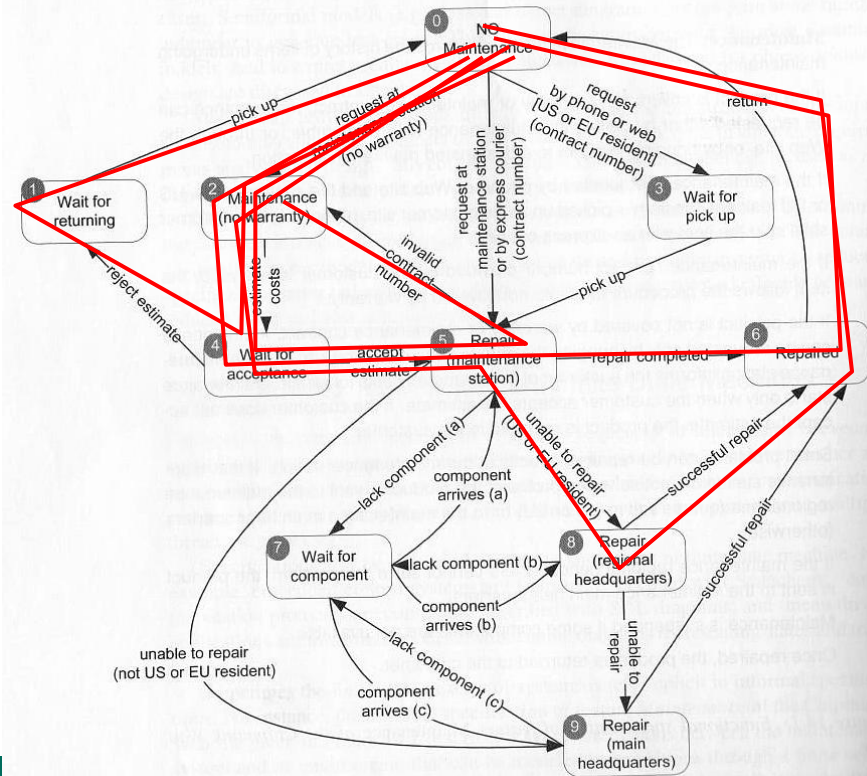 0
NO
Maintenance
pick up
request at
maintenance station
(no warranty)
request
by phone or web
[US or EU resident]
(contract number)
return
request at
maintenance station
or by express courier
(contract number)
1
Wait for
returning
2
Maintenance
(no warranty)
3
Wait for
pick up
estimate
costs
invalid
contract
number
pick up
reject estimate
4
Wait for
acceptance
accept
estimate
5
Repair
(maintenance
station)
repair completed
6
Repaired
lack component (a)
component
arrives (a)
unable to repair
(US or EU resident)
successful repair
successful repair
7
Wait for
component
lack component (b)
component
arrives (b)
8
Repair
(regional
headquarters)
unable to repair
(not US or EU resident)
lack component (c)
component
arrives (c)
unable to
repair
9
Repair
(main
headquarters)